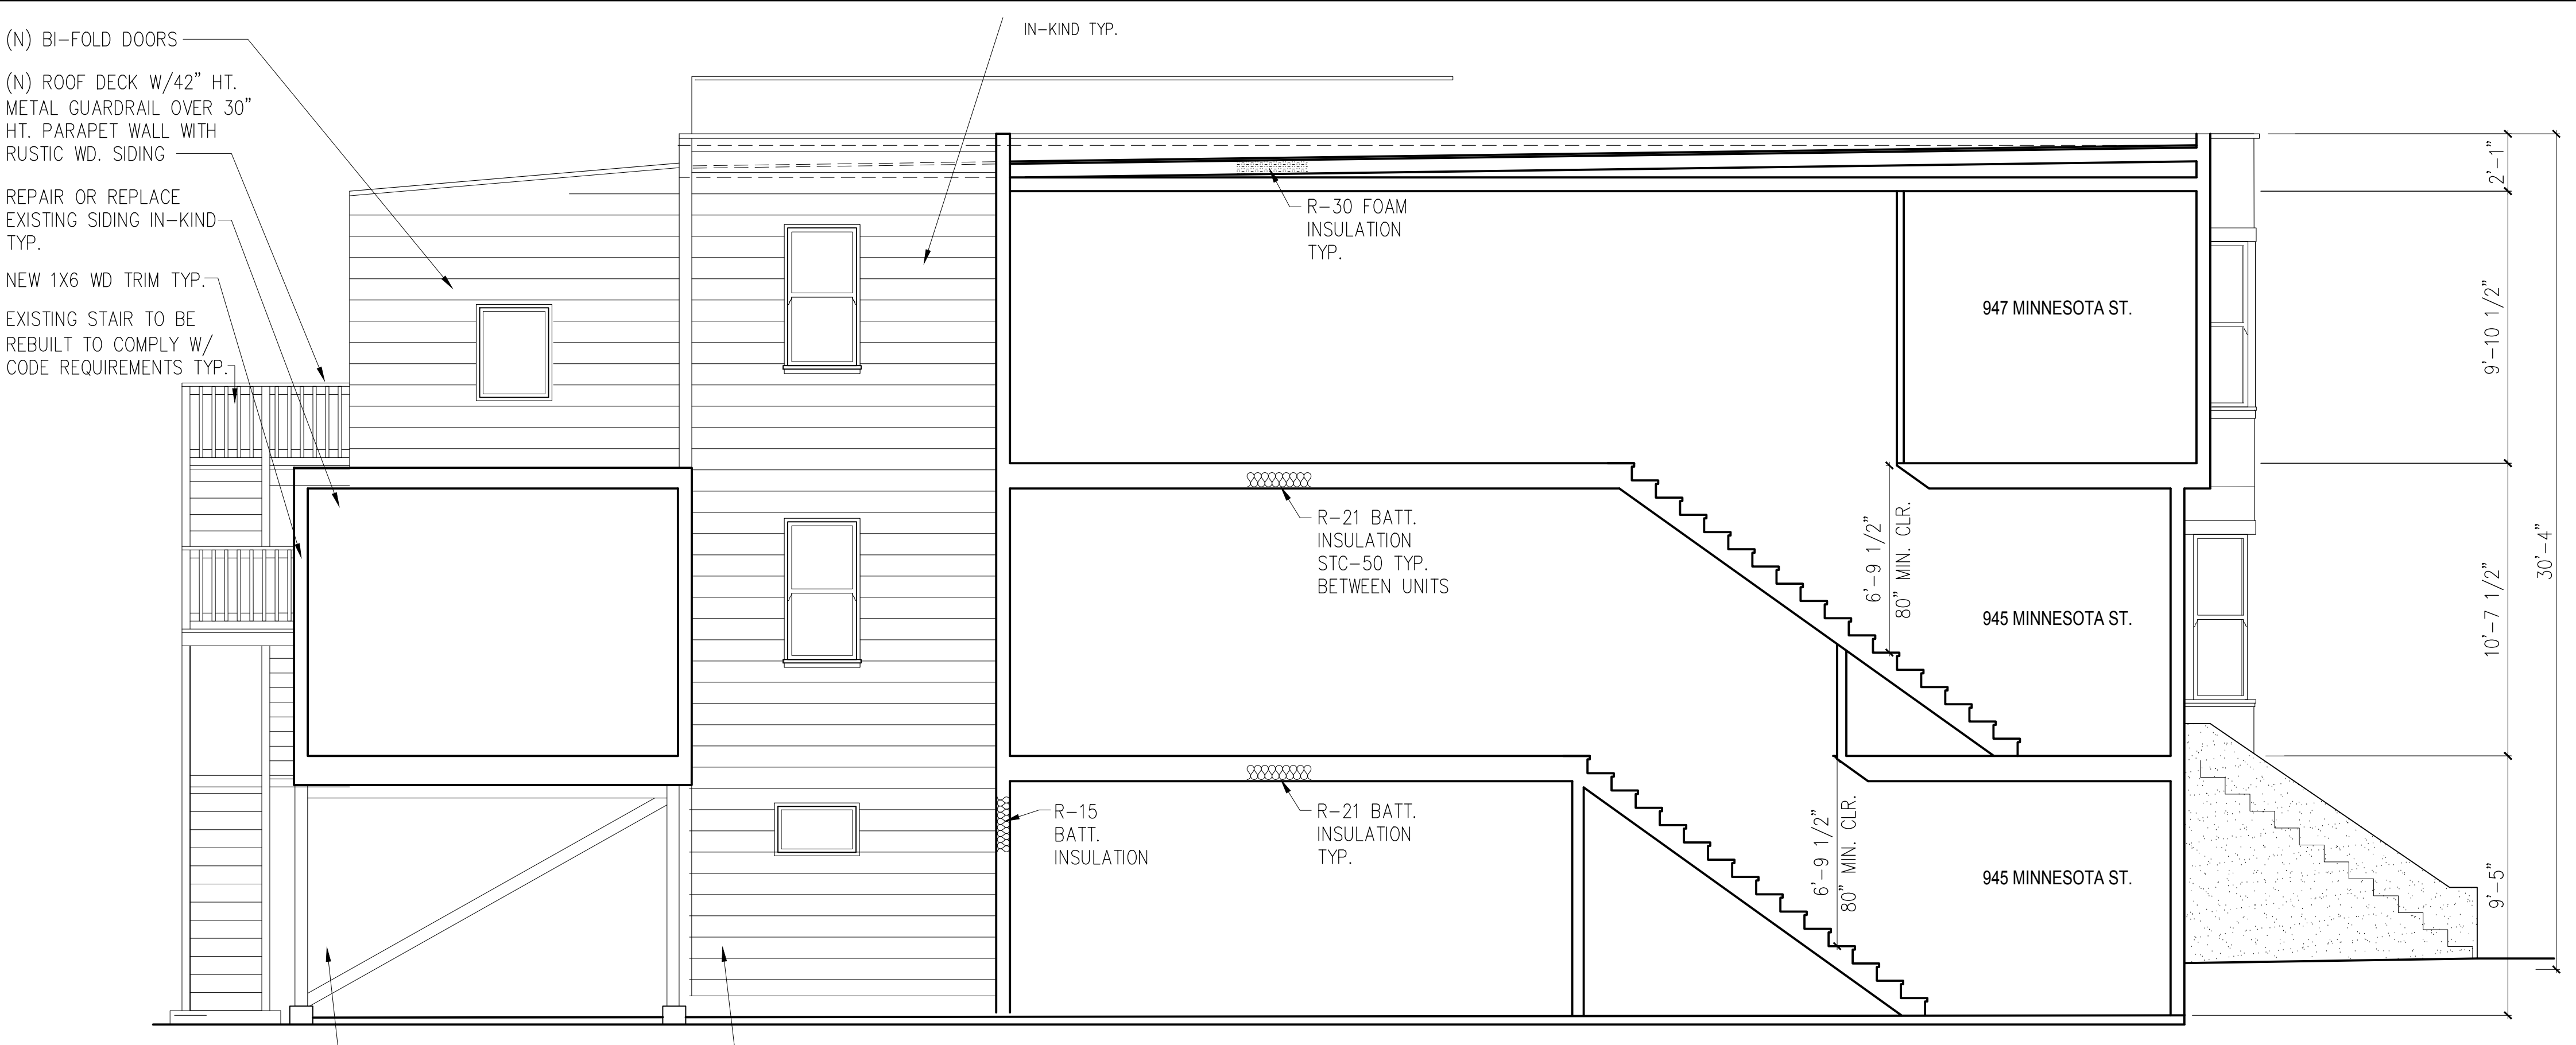 (N) BI-FOLD DOORS
(N) ROOF DECK W/42" HT.
METAL GUARDRAIL OVER 30"
HT. PARAPET WALL WITH
RUSTIC WD. SIDING
REPAIR OR REPLACE
EXISTING SIDING IN-KIND
TYP.
NEW 1X6 WD TRIM TYP.
EXISTING STAIR TO BE
REBUILT TO COMPLY W/
CODE REQUIREMENTS TYP.
IN-KIND TYP.
R-30 FOAM
INSULATION
TYP.
947 MINNESOTA ST.
R-21 BATT.
INSULATION
STC-50 TYP.
BETWEEN UNITS
6'-9 1/2"
80" MIN. CLR.
945 MINNESOTA ST.
R-15
BATT.
INSULATION
R-21 BATT.
INSULATION
TYP.
6'-9 1/2"
80" MIN. CLR.
945 MINNESOTA ST.
2'-1"
9'-10 1/2"
10'-7 1/2"
9'-5"
30'-4"